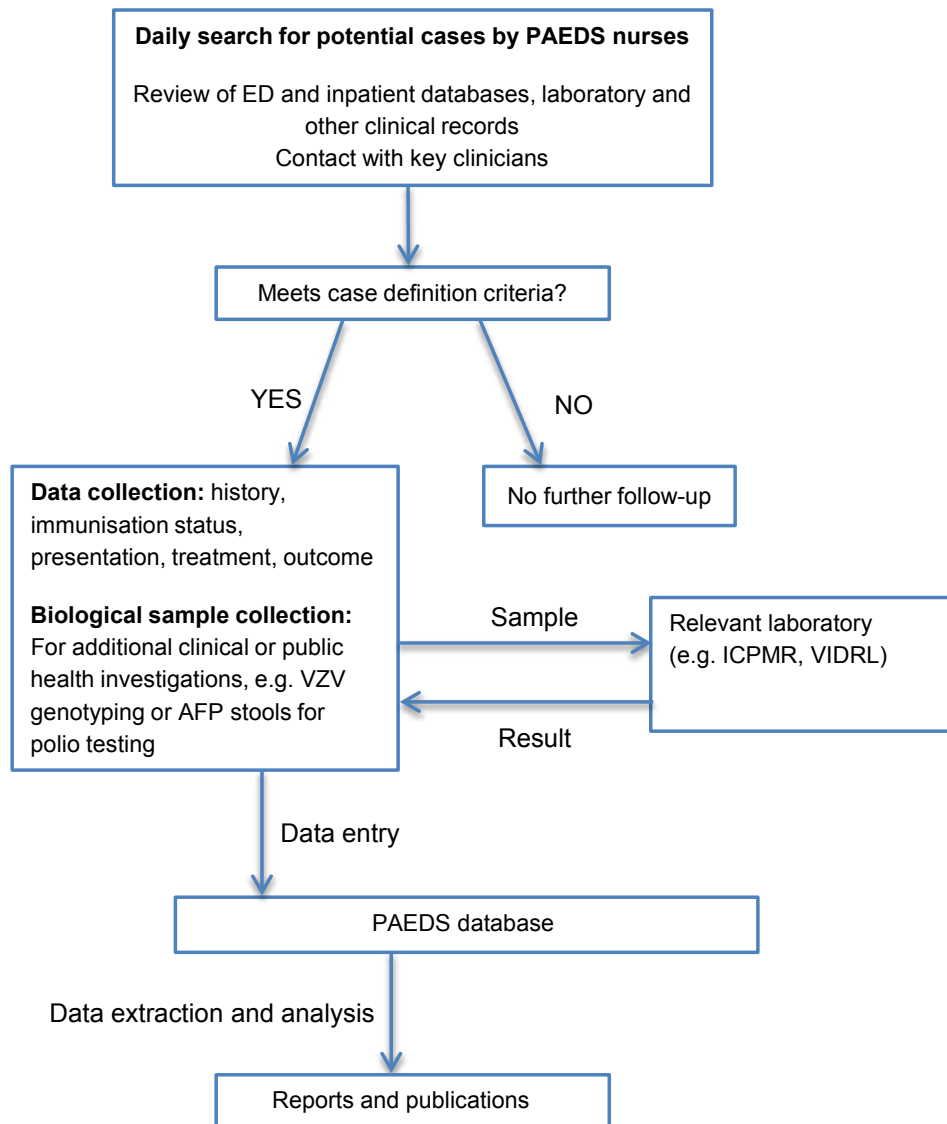 Daily search for potential cases by PAEDS nurses
Review of ED and inpatient databases, laboratory and
other clinical records
Contact with key clinicians
Meets case definition criteria?
YES
NO
Data collection: history,
immunisation status,
presentation, treatment, outcome
No further follow-up
Biological sample collection:
For additional clinical or public
health investigations, e.g. VZV
genotyping or AFP stools for
polio testing
Sample
Relevant laboratory
(e.g. ICPMR, VIDRL)
Result
Data entry
PAEDS database
Data extraction and analysis
Reports and publications